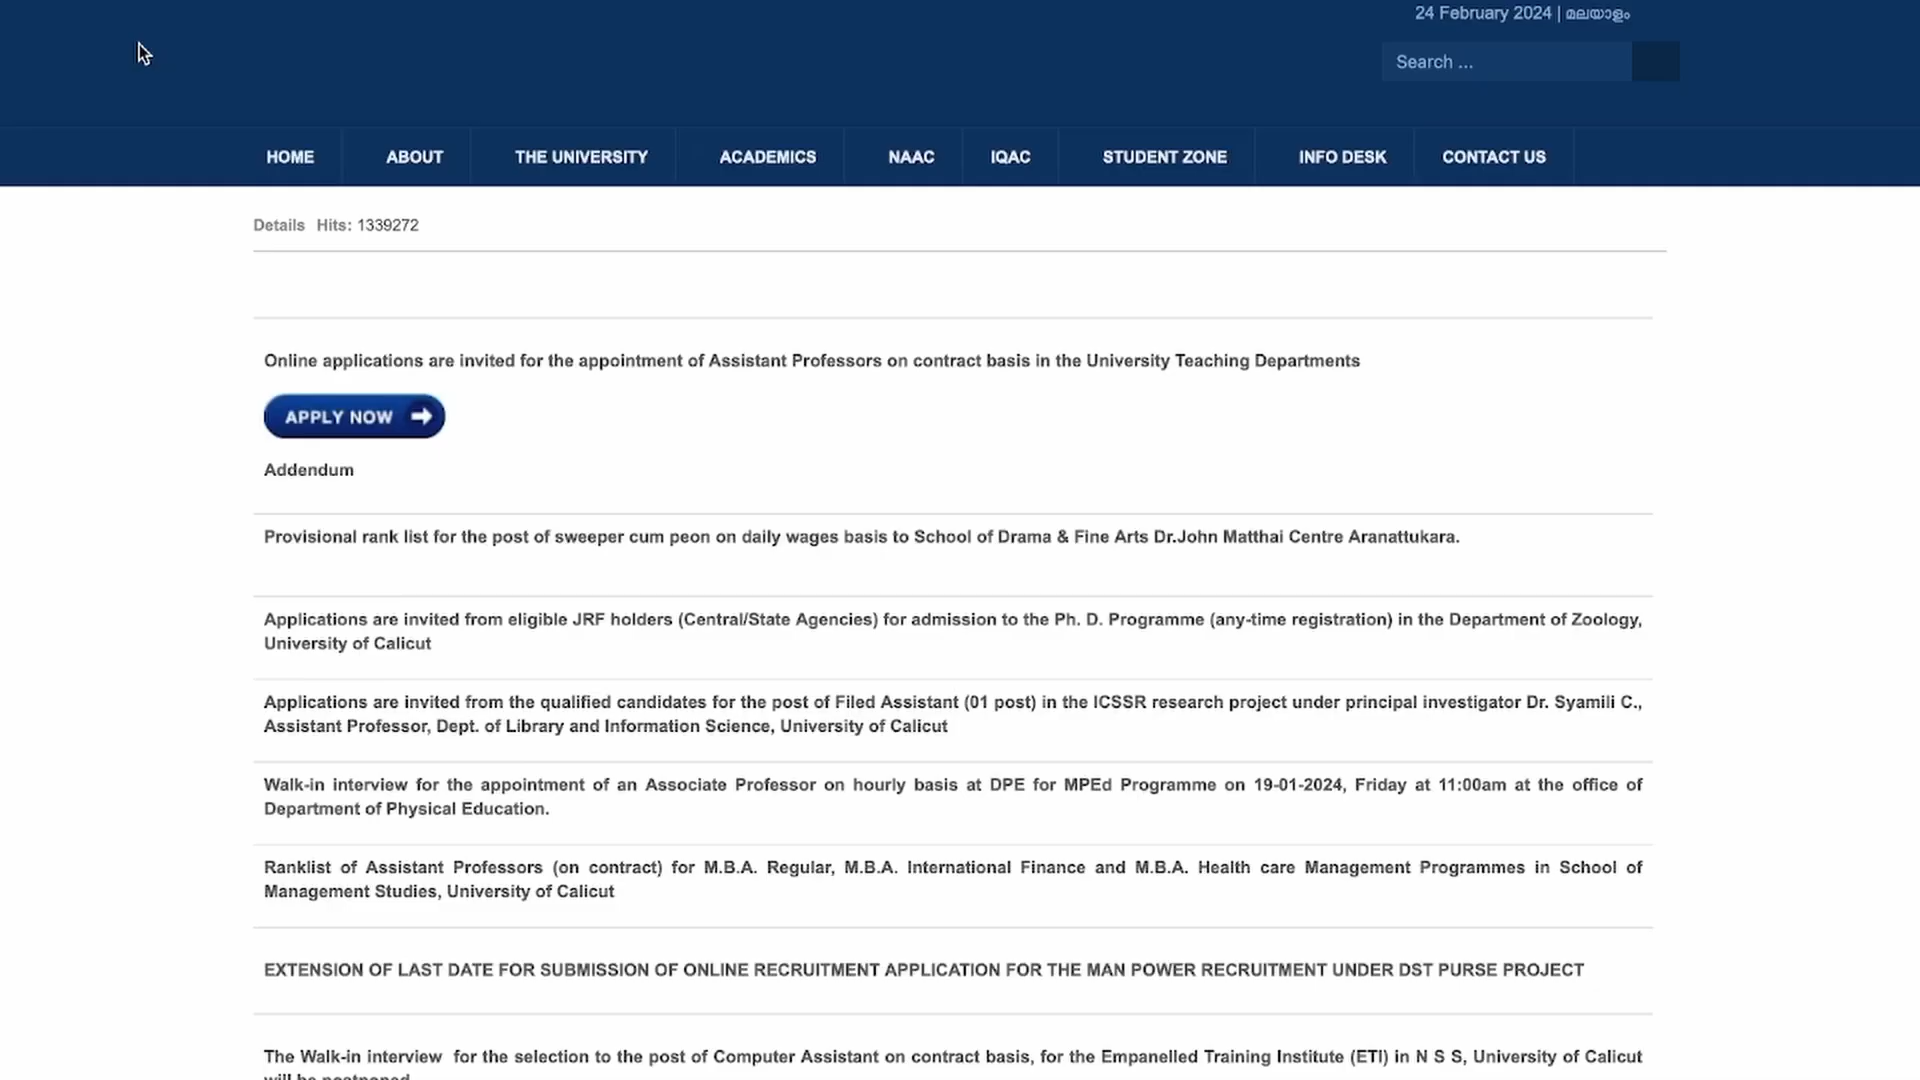 24 February 2024 | മലയാളം
Search ...
HOME ABOUT THE UNIVERSITY ACADEMICS NAAC IQAC STUDENT ZONE INFO DESK CONTACT US
Details Hits: 1339272
Online applications are invited for the appointment of Assistant Professors on contract basis in the University Teaching Departments
APPLY NOW
Addendum
Provisional rank list for the post of sweeper cum peon on daily wages basis to School of Drama & Fine Arts Dr.John Matthai Centre Aranattukara.
Applications are invited from eligible JRF holders (Central/State Agencies) for admission to the Ph. D. Programme (any-time registration) in the Department of Zoology,
University of Calicut
Applications are invited from the qualified candidates for the post of Filed Assistant (01 post) in the ICSSR research project under principal investigator Dr. Syamili C.,
Assistant Professor, Dept. of Library and Information Science, University of Calicut
Walk-in interview for the appointment of an Associate Professor on hourly basis at DPE for MPEd Programme on 19-01-2024, Friday at 11:00am at the office of
Department of Physical Education.
Ranklist of Assistant Professors (on contract) for M.B.A. Regular, M.B.A. International Finance and M.B.A. Health care Management Programmes in School of
Management Studies, University of Calicut
EXTENSION OF LAST DATE FOR SUBMISSION OF ONLINE RECRUITMENT APPLICATION FOR THE MAN POWER RECRUITMENT UNDER DST PURSE PROJECT
The Walk-in interview for the selection to the post of Computer Assistant on contract basis, for the Empanelled Training Institute (ETI) in N S S, University of Calicut
will be postponed